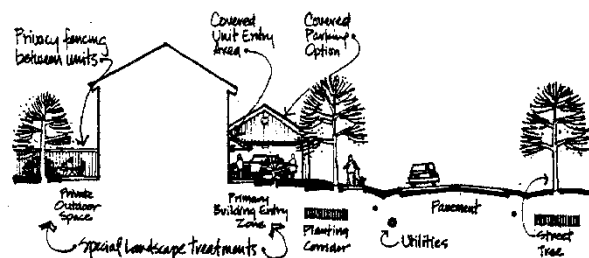 Privacy fencing
between units
Covered
Unit Entry
Area
Covered
Parking
Option
Private
Outdoor
Space
Primary
Building Entry
Zone
Planting
Corridor
Utilities
Pavement
Street
Tree
Special Landscape Treatments